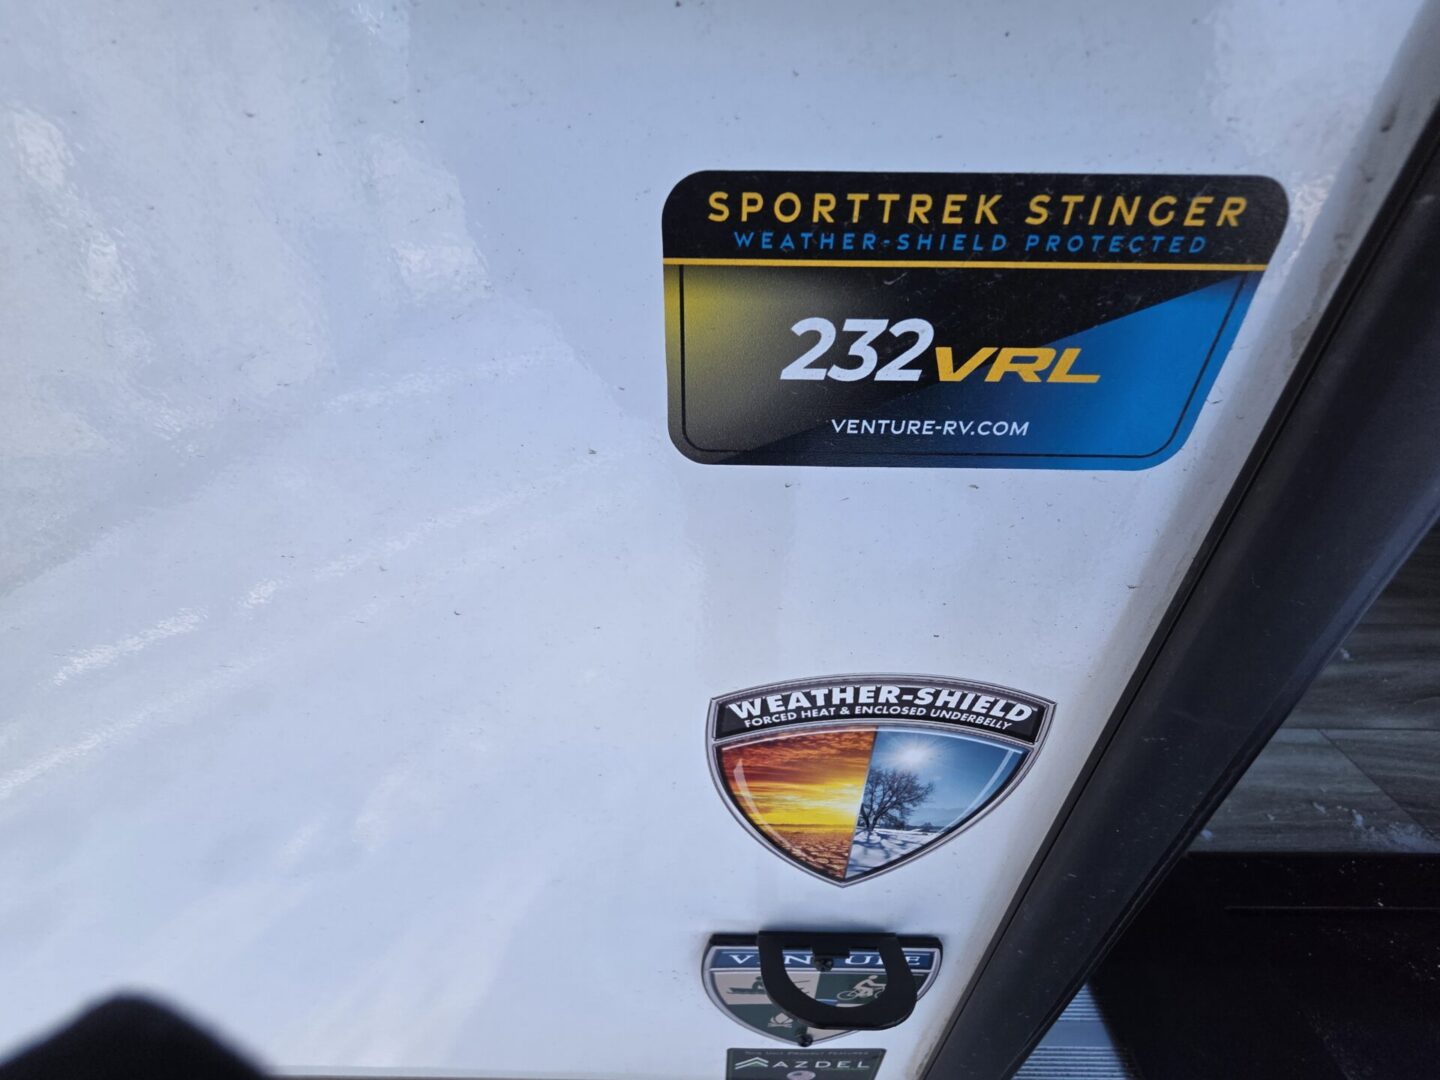 SPORTTREK STINGER
WEATHER-SHIELD PROTECTED
232VRL
VENTURE-RV.COM
WEATHER-SHIELD
FORCED HEAT & ENCLOSED UNDERBELLY
AZDEL